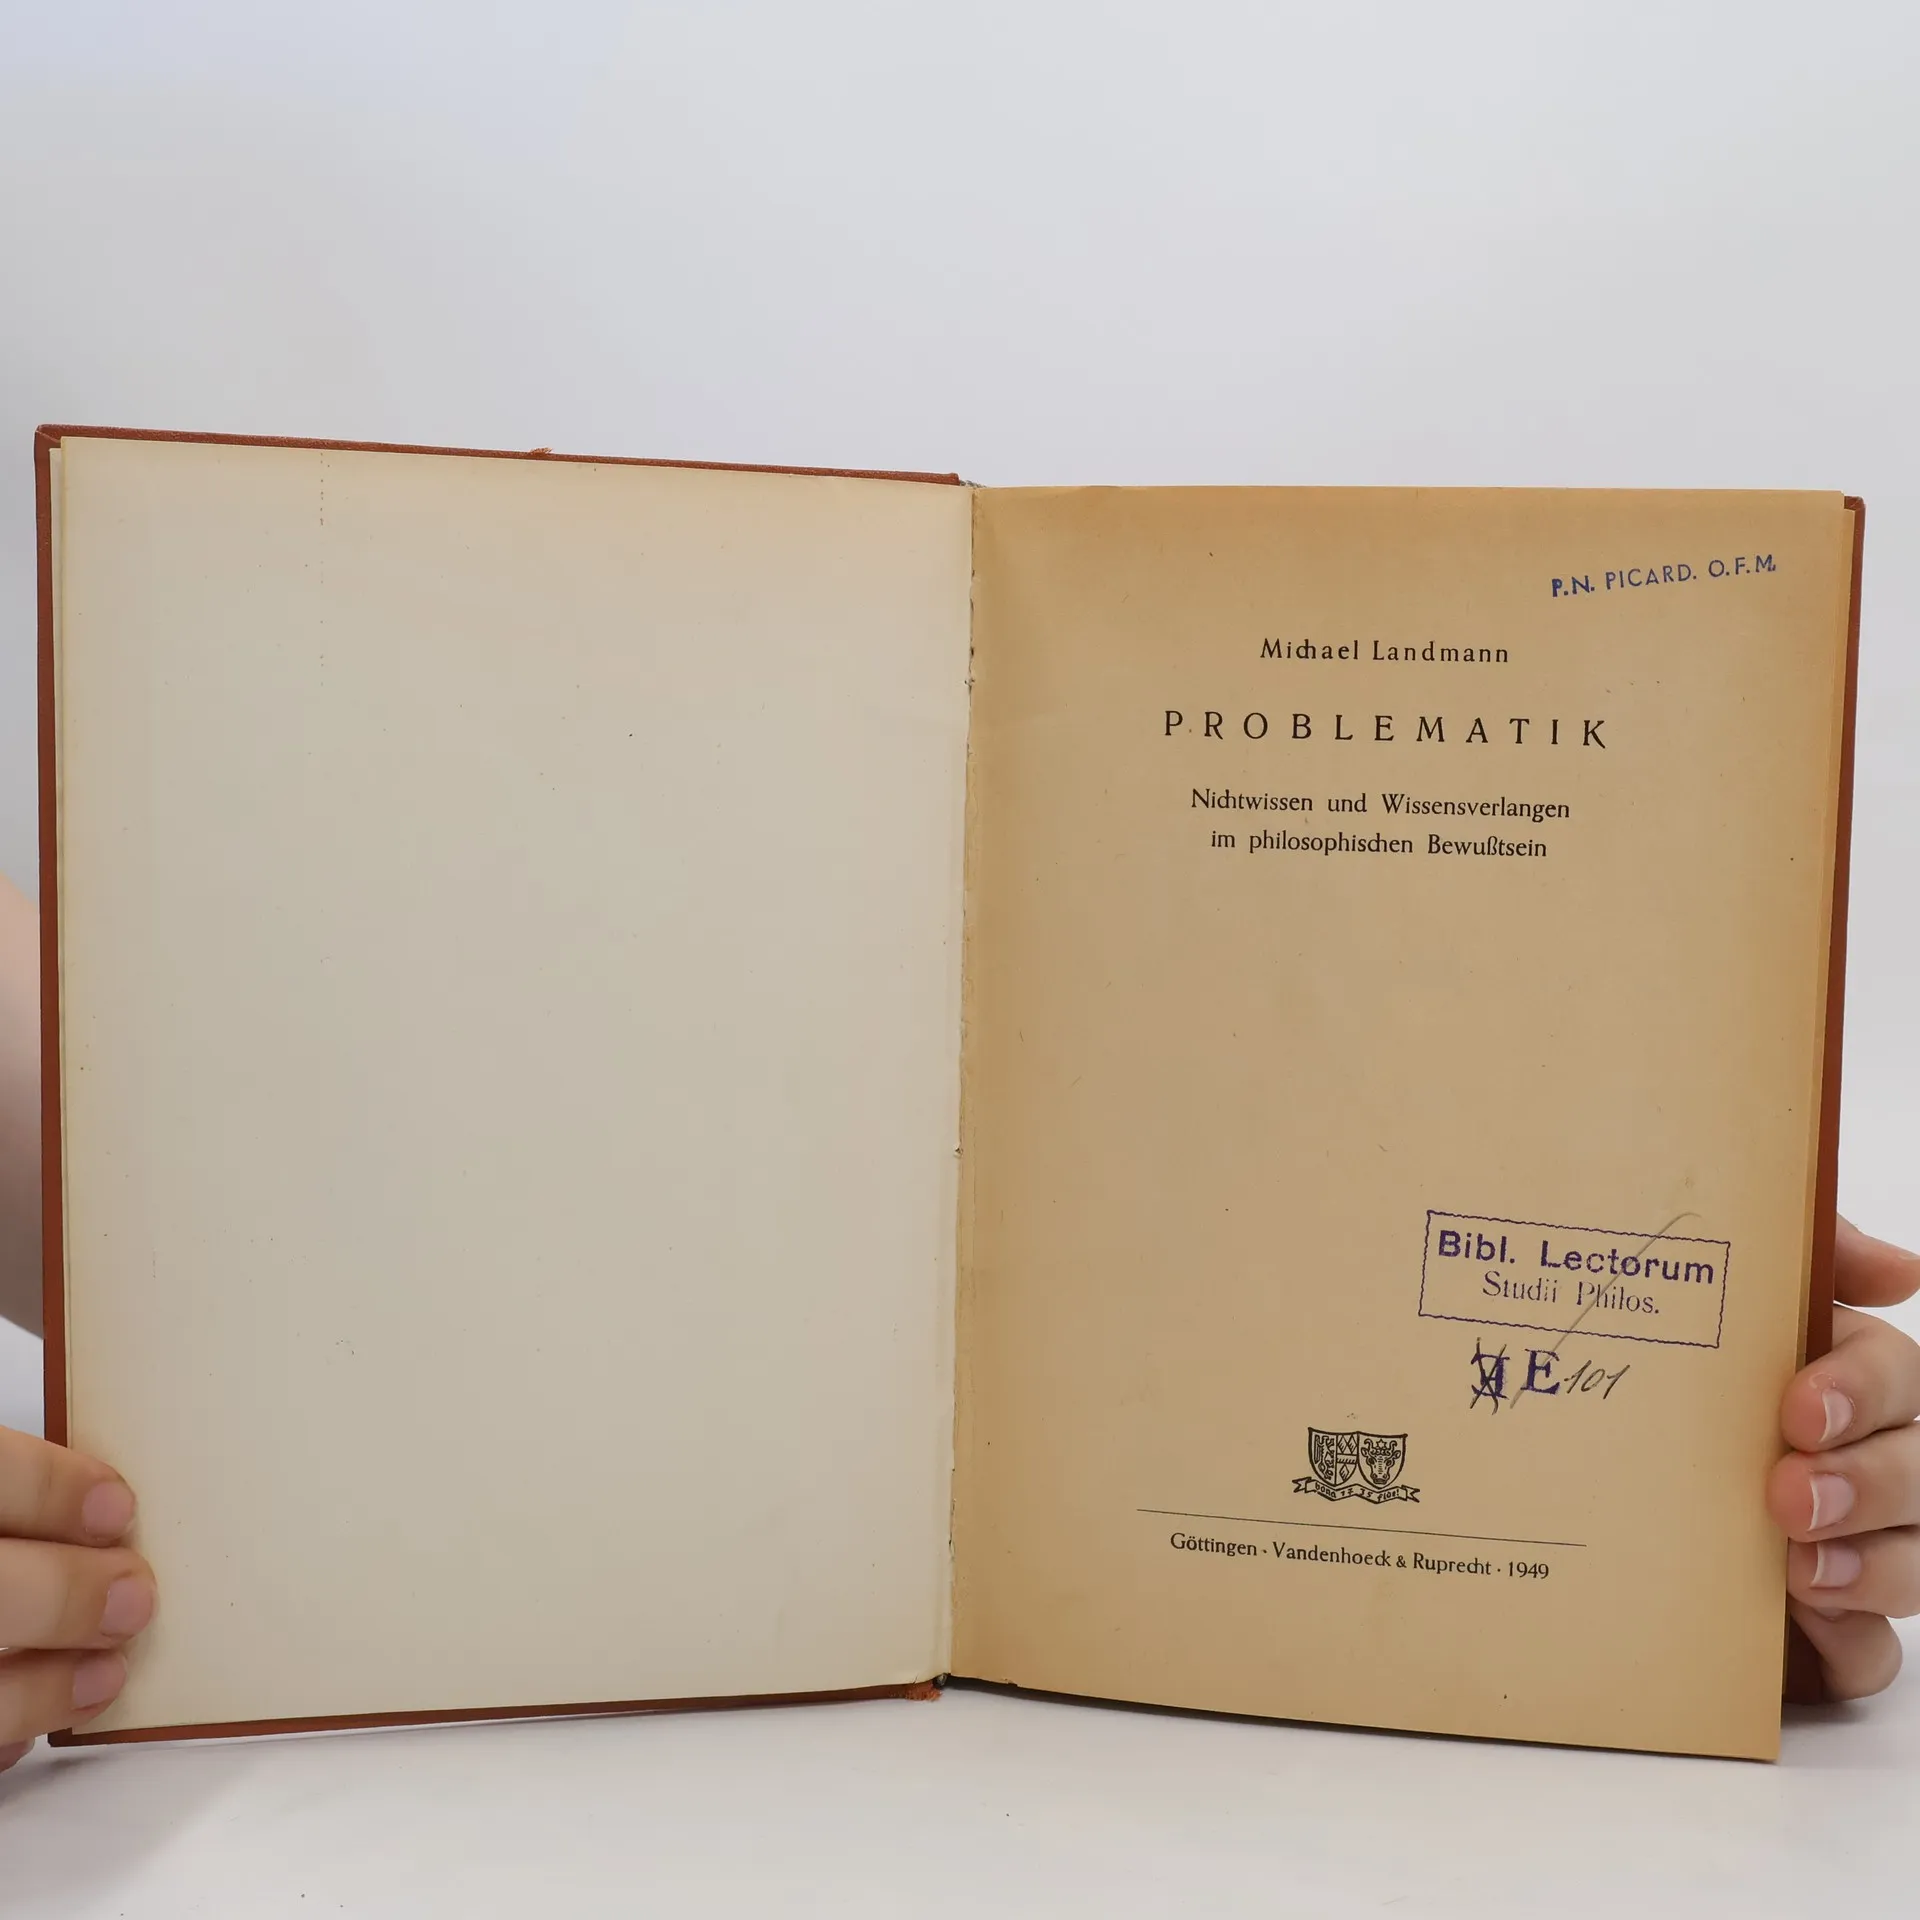 P.N. PICARD. O.F.M.
Michael Landmann
PROBLEMATIK
Nichtwissen und Wissensverlangen
im philosophischen Bewußtsein
Bibl. Lectorum
Studii Philos.
E 101
Göttingen · Vandenhoeck & Ruprecht · 1949